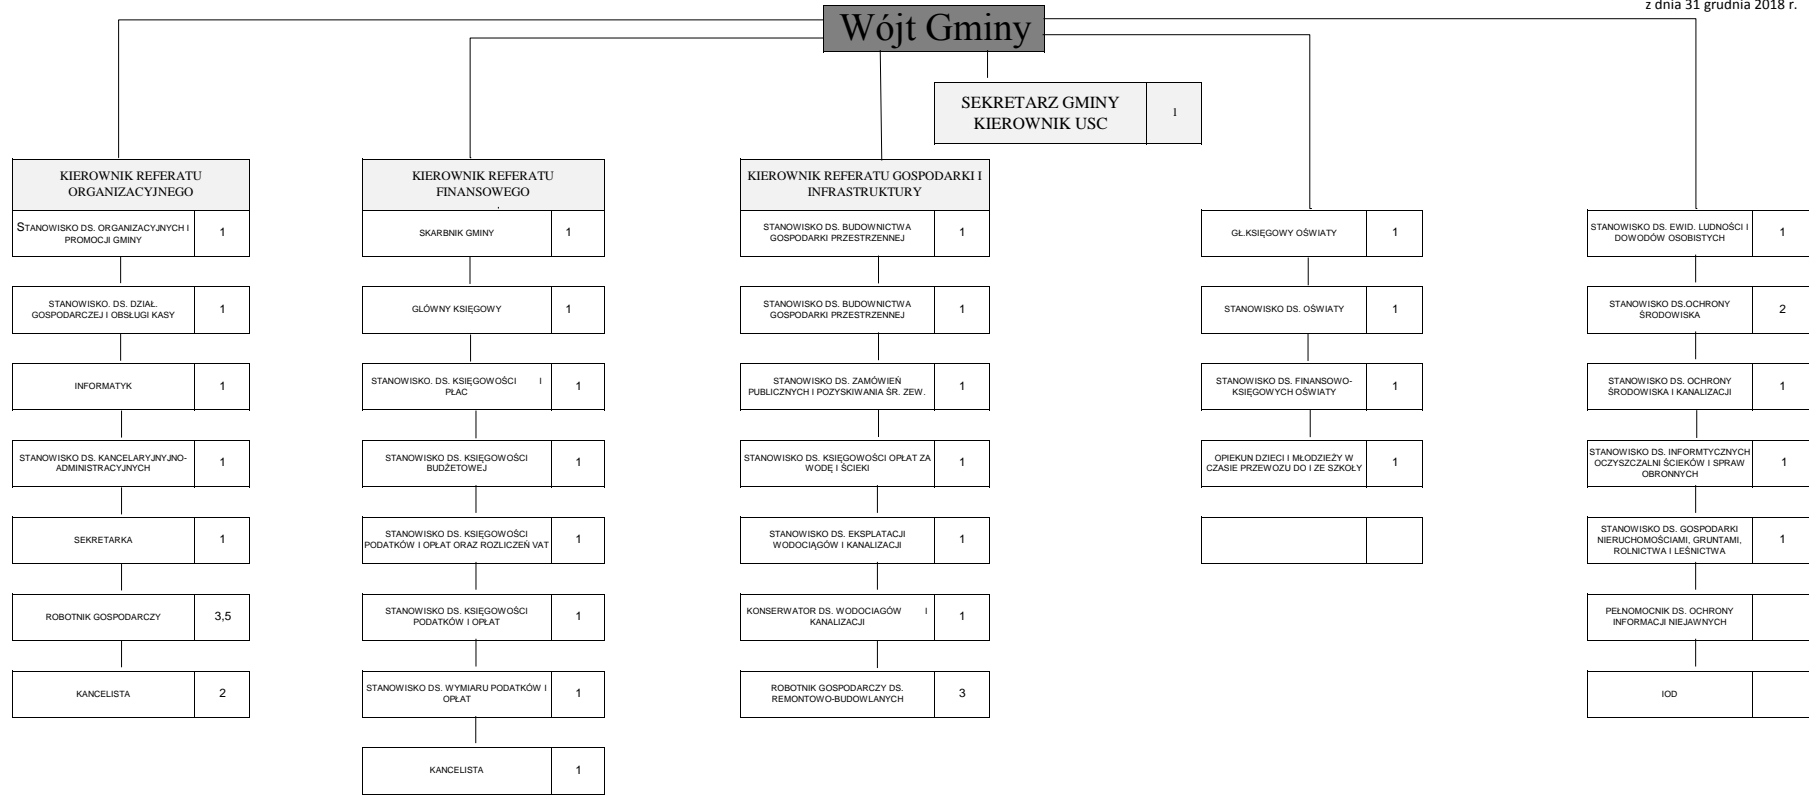 z dnia 31 grudnia 2018 r.
Wójt Gminy
SEKRETARZ GMINY
KIEROWNIK USC
1
KIEROWNIK REFERATU
ORGANIZACYJNEGO
STANOWISKO DS. ORGANIZACYJNYCH I
PROMOCJI GMINY
1
STANOWISKO. DS. DZIAŁ.
GOSPODARCZEJ I OBSŁUGI KASY
1
INFORMATYK
1
STANOWISKO DS. KANCELARYJNYJNO-
ADMINISTRACYJNYCH
1
SEKRETARKA
1
ROBOTNIK GOSPODARCZY
3,5
KANCELISTA
2
KIEROWNIK REFERATU
FINANSOWEGO
.
SKARBNIK GMINY
1
GLÓWNY KSIĘGOWY
1
STANOWISKO. DS. KSIĘGOWOŚCI I
PŁAC
1
STANOWISKO DS. KSIĘGOWOŚCI
BUDŻETOWEJ
1
STANOWISKO DS. KSIĘGOWOŚCI
PODATKÓW I OPŁAT ORAZ ROZLICZEŃ VAT
1
STANOWISKO DS. KSIĘGOWOŚCI
PODATKÓW I OPŁAT
1
STANOWISKO DS. WYMIARU PODATKÓW I
OPŁAT
1
KANCELISTA
1
KIEROWNIK REFERATU GOSPODARKI I
INFRASTRUKTURY
STANOWISKO DS. BUDOWNICTWA
GOSPODARKI PRZESTRZENNEJ
1
STANOWISKO DS. BUDOWNICTWA
GOSPODARKI PRZESTRZENNEJ
1
STANOWISKO DS. ZAMÓWIEŃ
PUBLICZNYCH I POZYSKIWANIA ŚR. ZEW.
1
STANOWISKO DS. KSIĘGOWOŚCI OPŁAT ZA
WODĘ I ŚCIEKI
1
STANOWISKO DS. EKSPLATACJI
WODOCIĄGÓW I KANALIZACJI
1
KONSERWATOR DS. WODOCIAGÓW I
KANALIZACJI
1
ROBOTNIK GOSPODARCZY DS.
REMONTOWO-BUDOWLANYCH
3
GŁ.KSIĘGOWY OŚWIATY
1
STANOWISKO DS. OŚWIATY
1
STANOWISKO DS. FINANSOWO-
KSIĘGOWYCH OŚWIATY
1
OPIEKUN DZIECI I MŁODZIEŻY W
CZASIE PRZEWOZU DO I ZE SZKOŁY
1
STANOWISKO DS. EWID. LUDNOŚCI I
DOWODÓW OSOBISTYCH
1
STANOWISKO DS.OCHRONY
ŚRODOWISKA
2
STANOWISKO DS. OCHRONY
ŚRODOWISKA I KANALIZACJI
1
STANOWISKO DS. INFORMTYCZNYCH
OCZYSZCZALNI ŚCIEKÓW I SPRAW
OBRONNYCH
1
STANOWISKO DS. GOSPODARKI
NIERUCHOMOŚCIAMI, GRUNTAMI,
ROLNICTWA I LEŚNICTWA
1
PEŁNOMOCNIK DS. OCHRONY
INFORMACJI NIEJAWNYCH
IOD